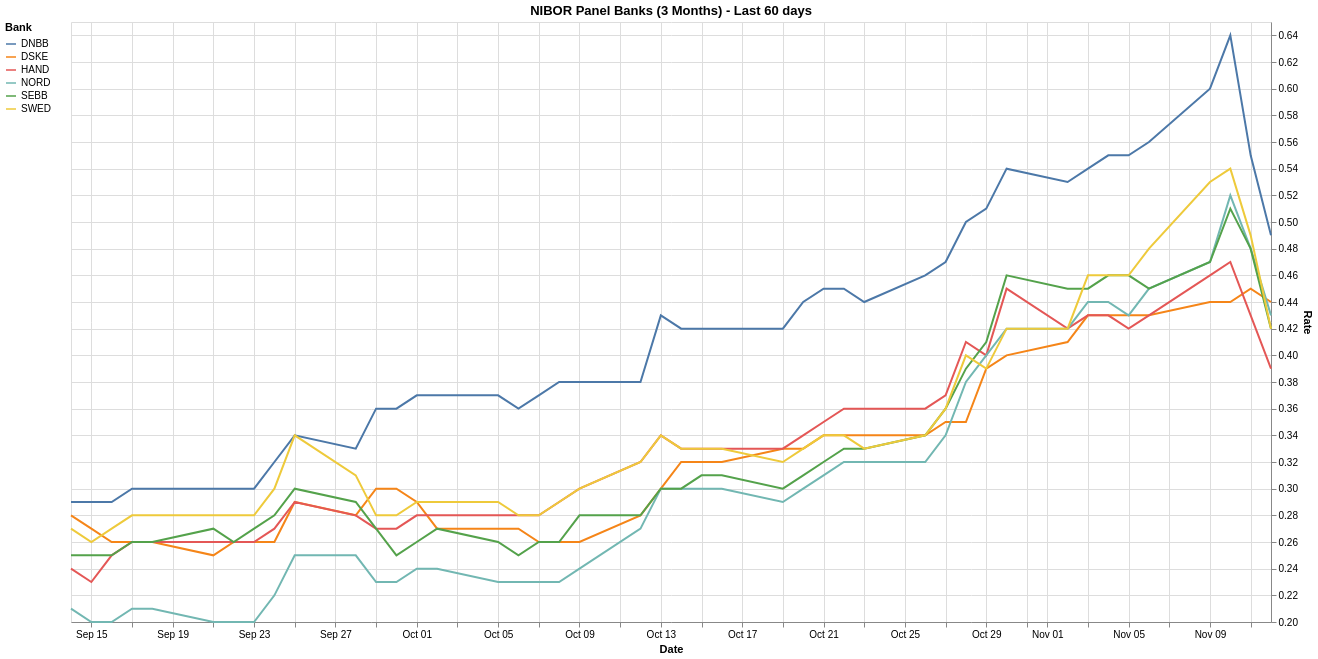 NIBOR Panel Banks (3 Months) - Last 60 days
Bank
DNBB
DSKE
HAND
NORD
SEBB
SWED
0.64
0.62
0.60
0.58
0.56
0.54
0.52
0.50
0.48
0.46
0.44
0.42
0.40
0.38
0.36
0.34
0.32
0.30
0.28
0.26
0.24
0.22
0.20
Rate
Sep 15 Sep 19 Sep 23 Sep 27 Oct 01 Oct 05 Oct 09 Oct 13 Oct 17 Oct 21 Oct 25 Oct 29 Nov 01 Nov 05 Nov 09
Date